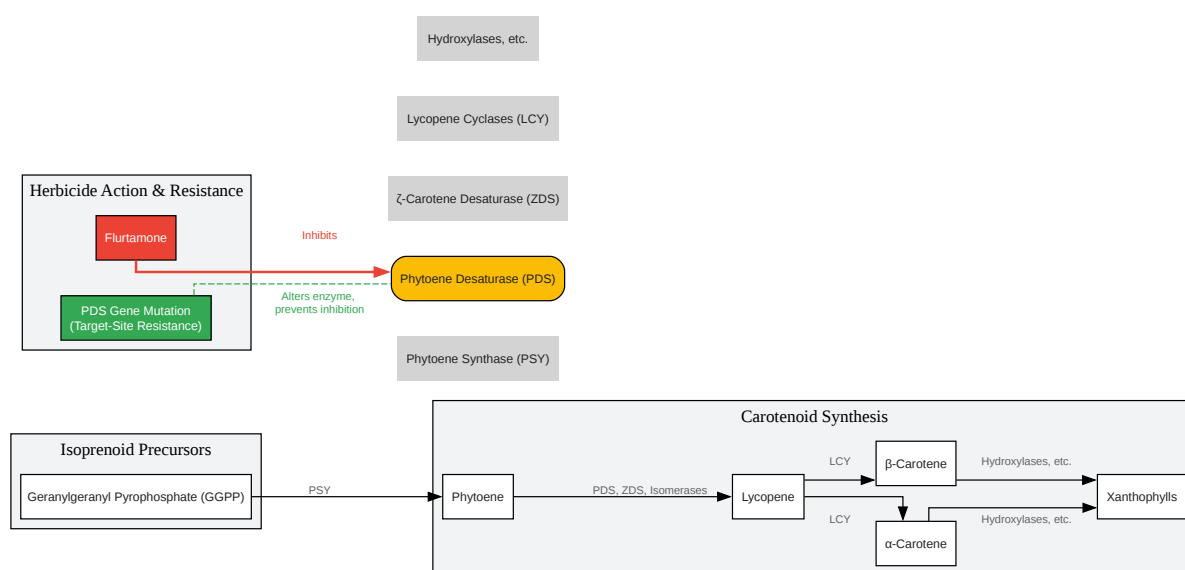 Hydroxylases, etc.
Lycopene Cyclases (LCY)
ζ-Carotene Desaturase (ZDS)
Herbicide Action & Resistance
Flurtamone
Inhibits
Phytoene Desaturase (PDS)
Alters enzyme,
prevents inhibition
PDS Gene Mutation
(Target-Site Resistance)
Phytoene Synthase (PSY)
Carotenoid Synthesis
Isoprenoid Precursors
Geranylgeranyl Pyrophosphate (GGPP)
PSY
Phytoene
PDS, ZDS, Isomerases
Lycopene
LCY
β-Carotene
Hydroxylases, etc.
LCY
α-Carotene
Hydroxylases, etc.
Xanthophylls